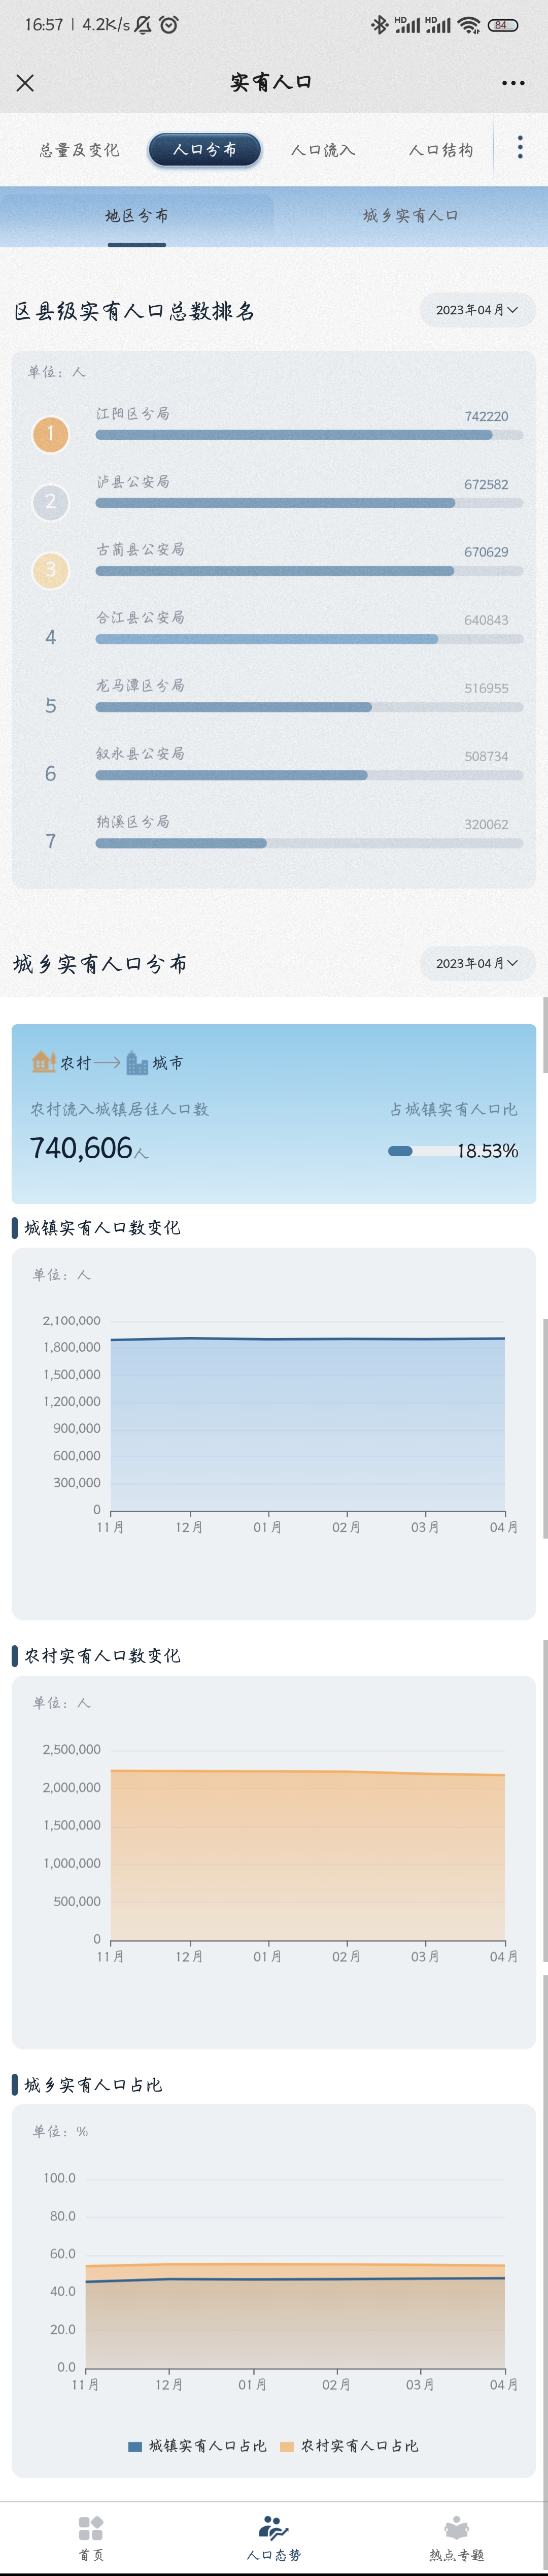 16:57 | 4.2K/s HD HD 84
实有人口
总量及变化 人口分布 人口流入 人口结构
地区分布 城乡实有人口
区县级实有人口总数排名 2023年04月
单位：人
1 江阳区分局 742220
2 泸县公安局 672582
3 古蔺县公安局 670629
4 合江县公安局 640843
5 龙马潭区分局 516955
6 叙永县公安局 508734
7 纳溪区分局 320062
城乡实有人口分布 2023年04月
农村 城市
农村流入城镇居住人口数 占城镇实有人口比
740,606人 18.53%
城镇实有人口数变化
单位：人
2,100,000
1,800,000
1,500,000
1,200,000
900,000
600,000
300,000
0
11月 12月 01月 02月 03月 04月
农村实有人口数变化
单位：人
2,500,000
2,000,000
1,500,000
1,000,000
500,000
0
11月 12月 01月 02月 03月 04月
城乡实有人口占比
单位：%
100.0
80.0
60.0
40.0
20.0
0.0
11月 12月 01月 02月 03月 04月
城镇实有人口占比 农村实有人口占比
首页 人口态势 热点专题